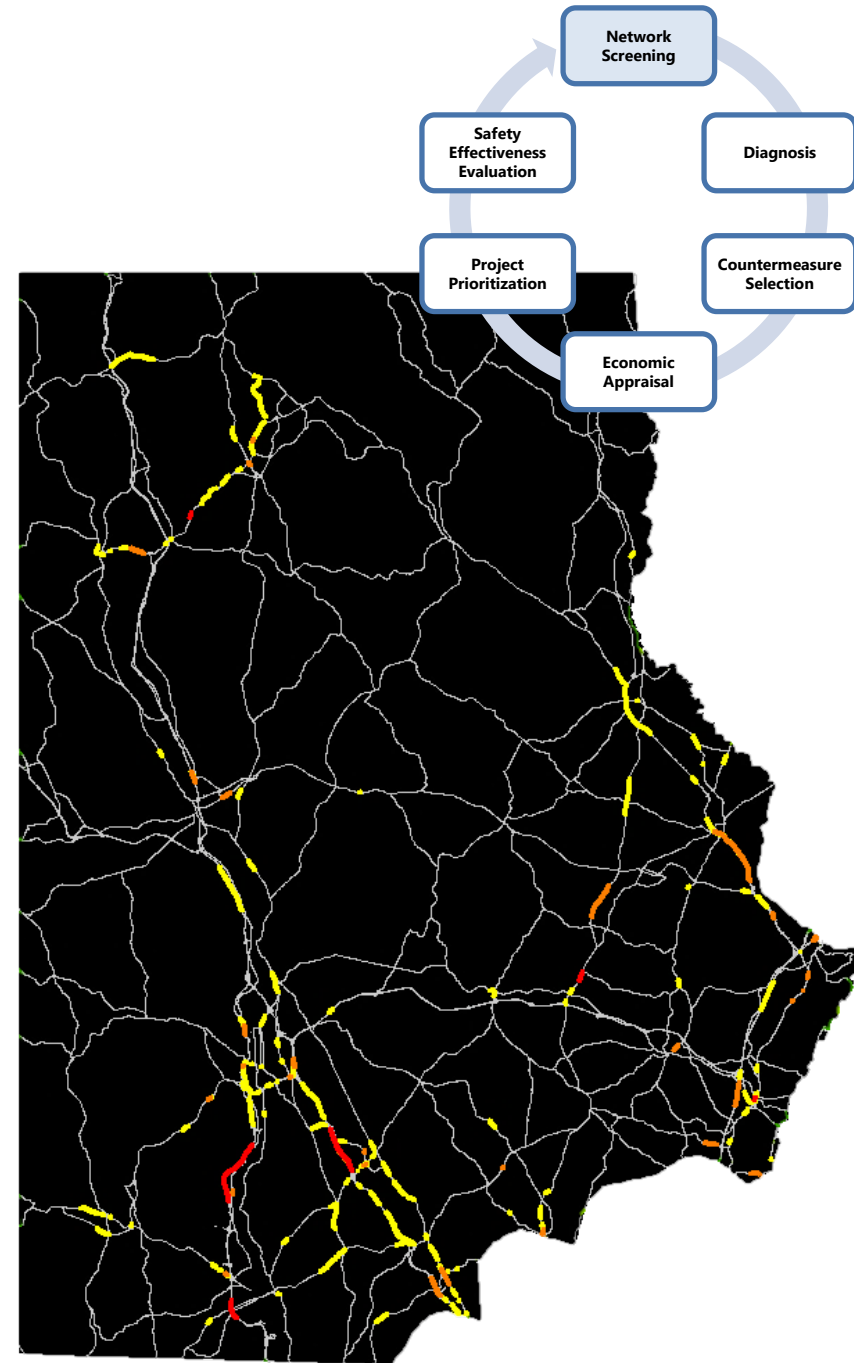 Network
Screening
Safety
Effectiveness
Evaluation
Diagnosis
Project
Prioritization
Countermeasure
Selection
Economic
Appraisal